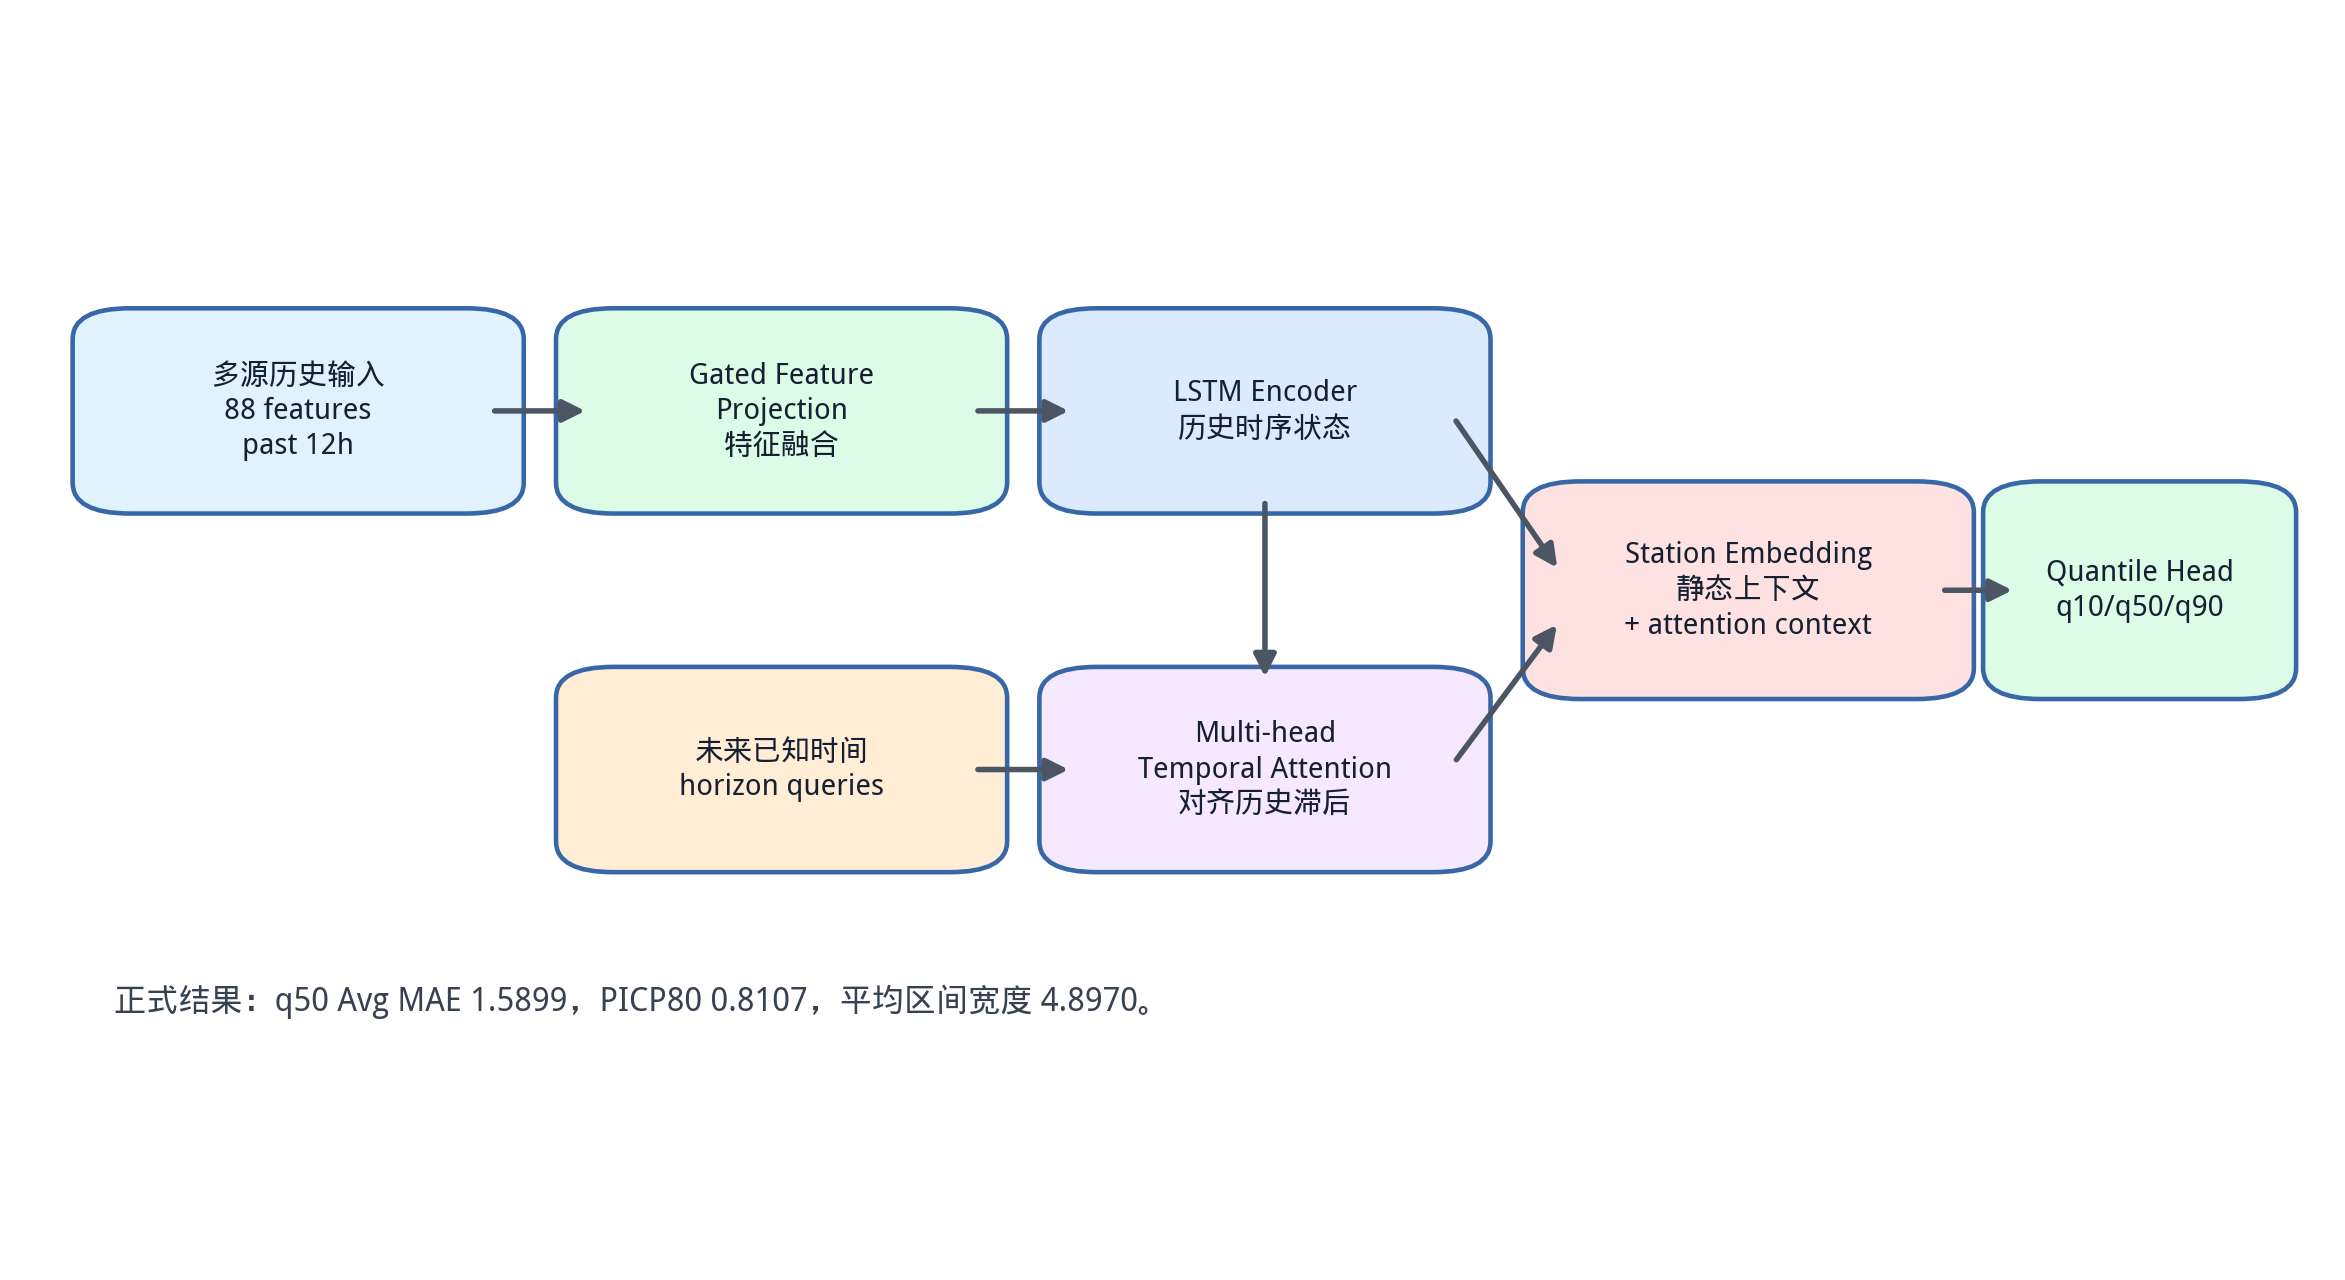 多源历史输入
88 features
past 12h
Gated Feature
Projection
特征融合
LSTM Encoder
历史时序状态
未来已知时间
horizon queries
Multi-head
Temporal Attention
对齐历史滞后
Station Embedding
静态上下文
+ attention context
Quantile Head
q10/q50/q90
正式结果：q50 Avg MAE 1.5899，PICP80 0.8107，平均区间宽度 4.8970。